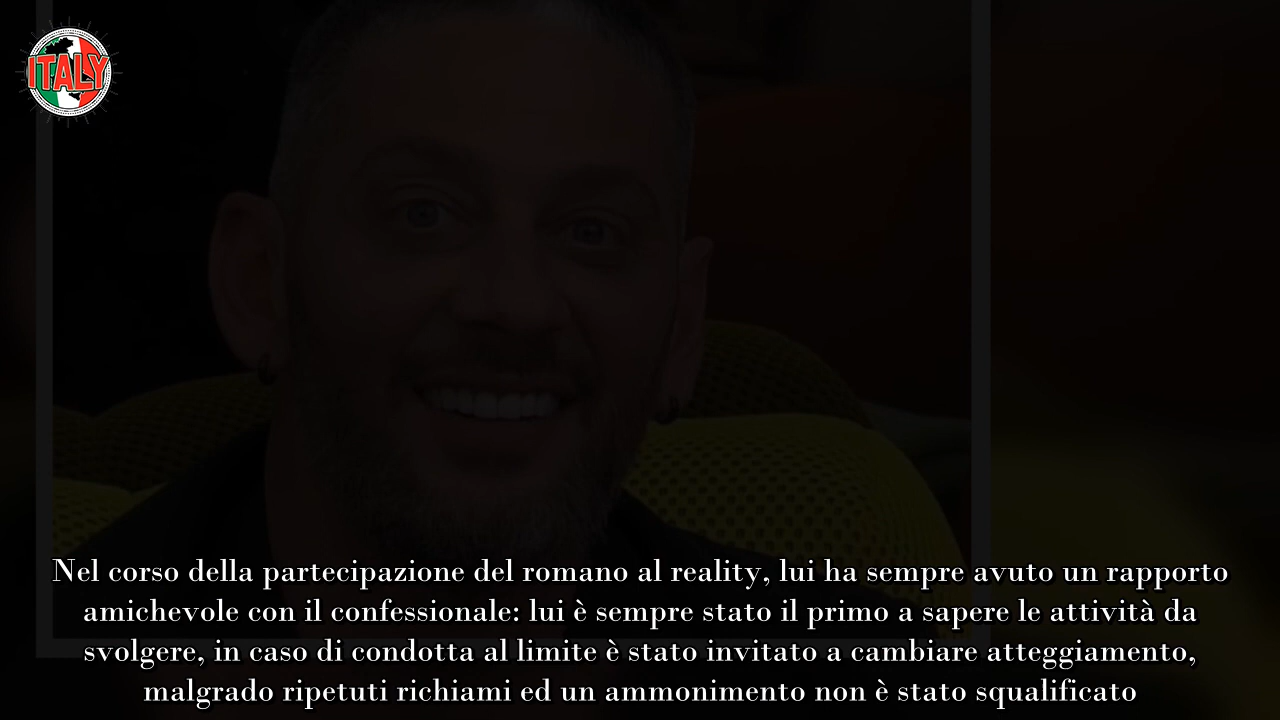 ITALY
Nel corso della partecipazione del romano al reality, lui ha sempre avuto un rapporto
amichevole con il confessionale: lui è sempre stato il primo a sapere le attività da
svolgere, in caso di condotta al limite è stato invitato a cambiare atteggiamento,
malgrado ripetuti richiami ed un ammonimento non è stato squalificato